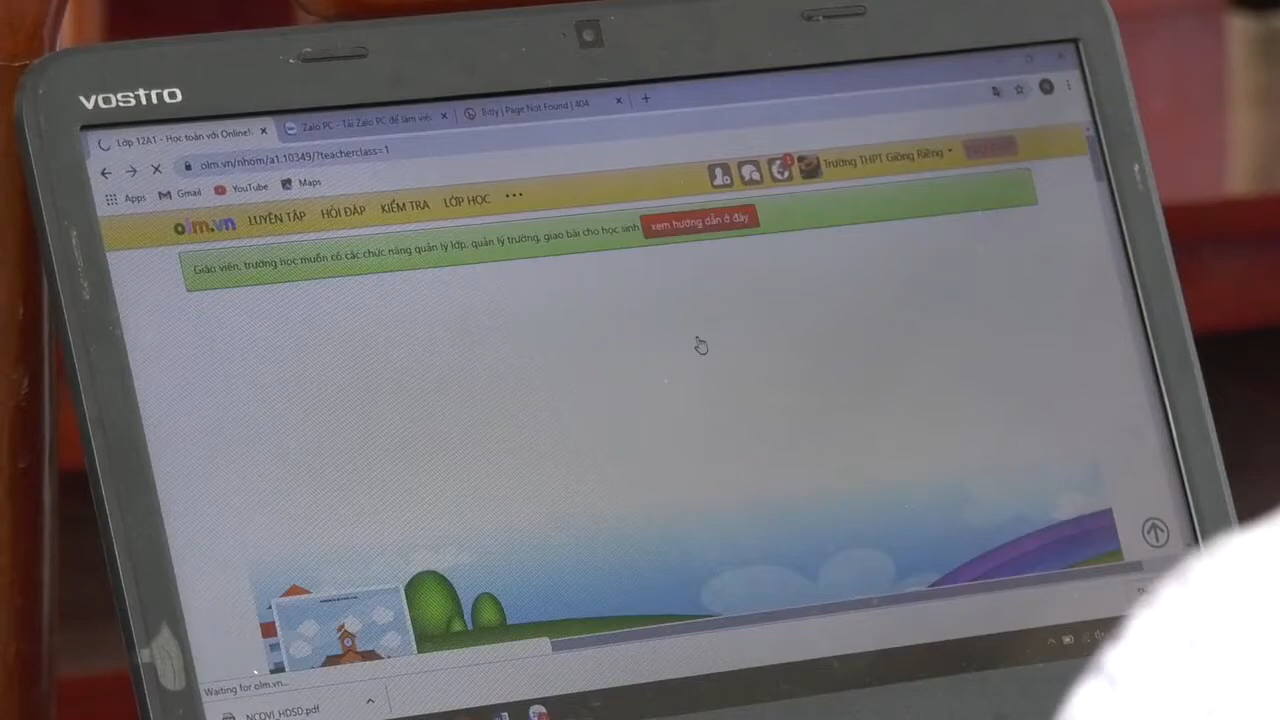 vostro
Lớp 12A1 - Học toán với Online!
Zalo PC - Tải Zalo PC để làm việc
Bitly | Page Not Found | 404
olm.vn/nhom/a1.10349/?teacherclass=1
Apps
Gmail
YouTube
Maps
1
Trường THPT Giồng Riềng
olm.vn
LUYỆN TẬP
HỎI ĐÁP
KIỂM TRA
LỚP HỌC
Giáo viên, trường học muốn có các chức năng quản lý lớp, quản lý trường, giao bài cho học sinh
xem hướng dẫn ở đây
Waiting for olm.vn...
NCOVI_HDSD.pdf